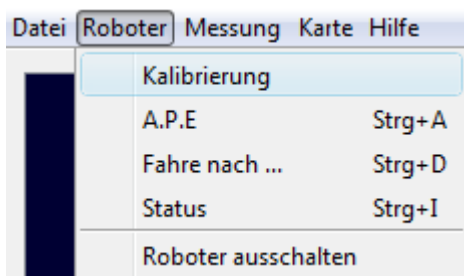 Datei Roboter Messung Karte Hilfe
Kalibrierung
A.P.E Strg+A
Fahre nach ... Strg+D
Status Strg+I
Roboter ausschalten